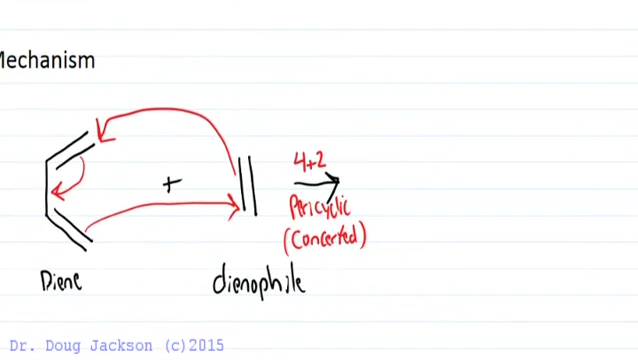 Mechanism
4+2
+
Pericyclic
(Concerted)
Diene
dienophile
Dr. Doug Jackson (c)2015